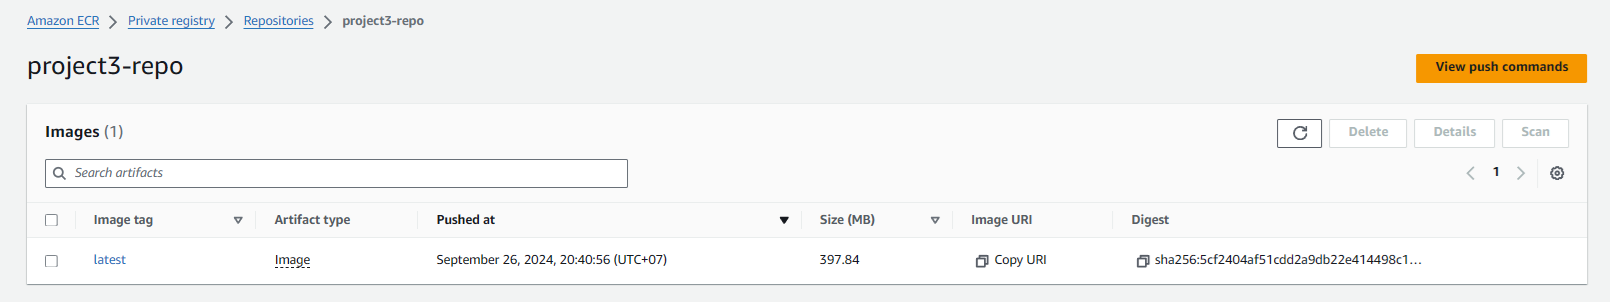 Amazon ECR > Private registry > Repositories > project3-repo
project3-repo
View push commands
Images (1)
Delete Details Scan
Search artifacts
1
Image tag Artifact type Pushed at Size (MB) Image URI Digest
latest Image September 26, 2024, 20:40:56 (UTC+07) 397.84 Copy URI sha256:5cf2404af51cdd2a9db22e414498c1...